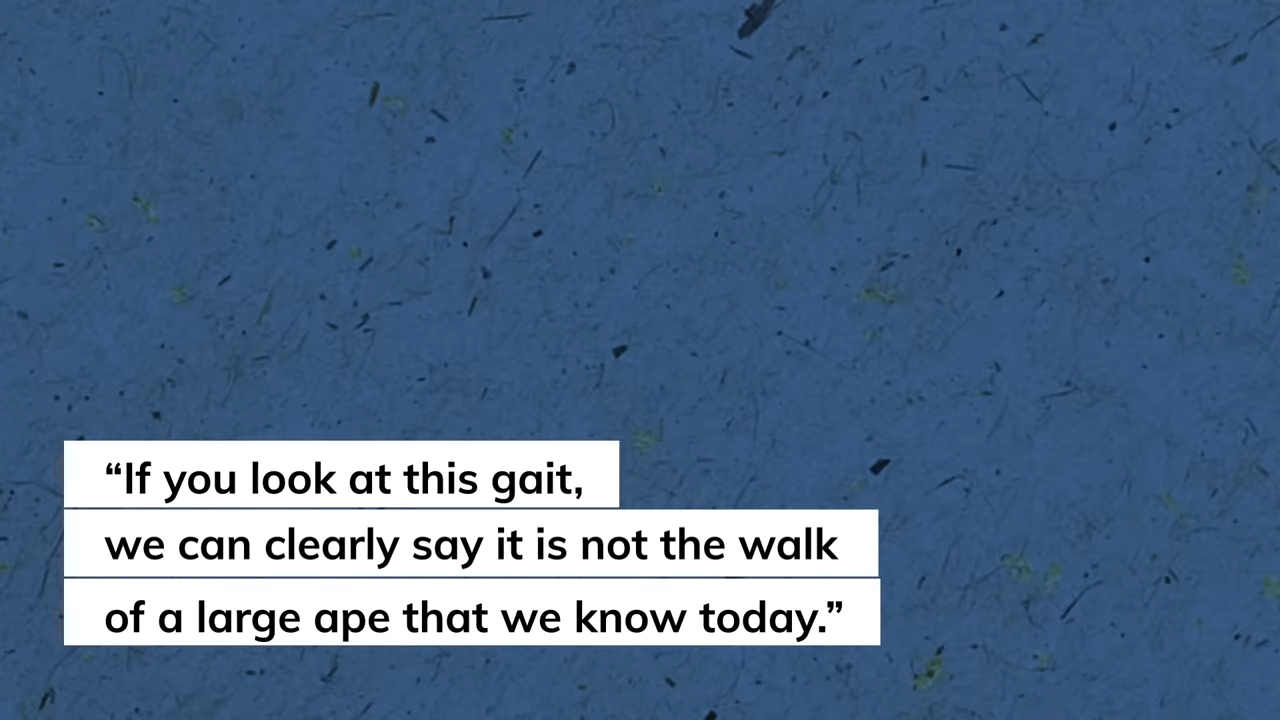 “If you look at this gait,
we can clearly say it is not the walk
of a large ape that we know today.”